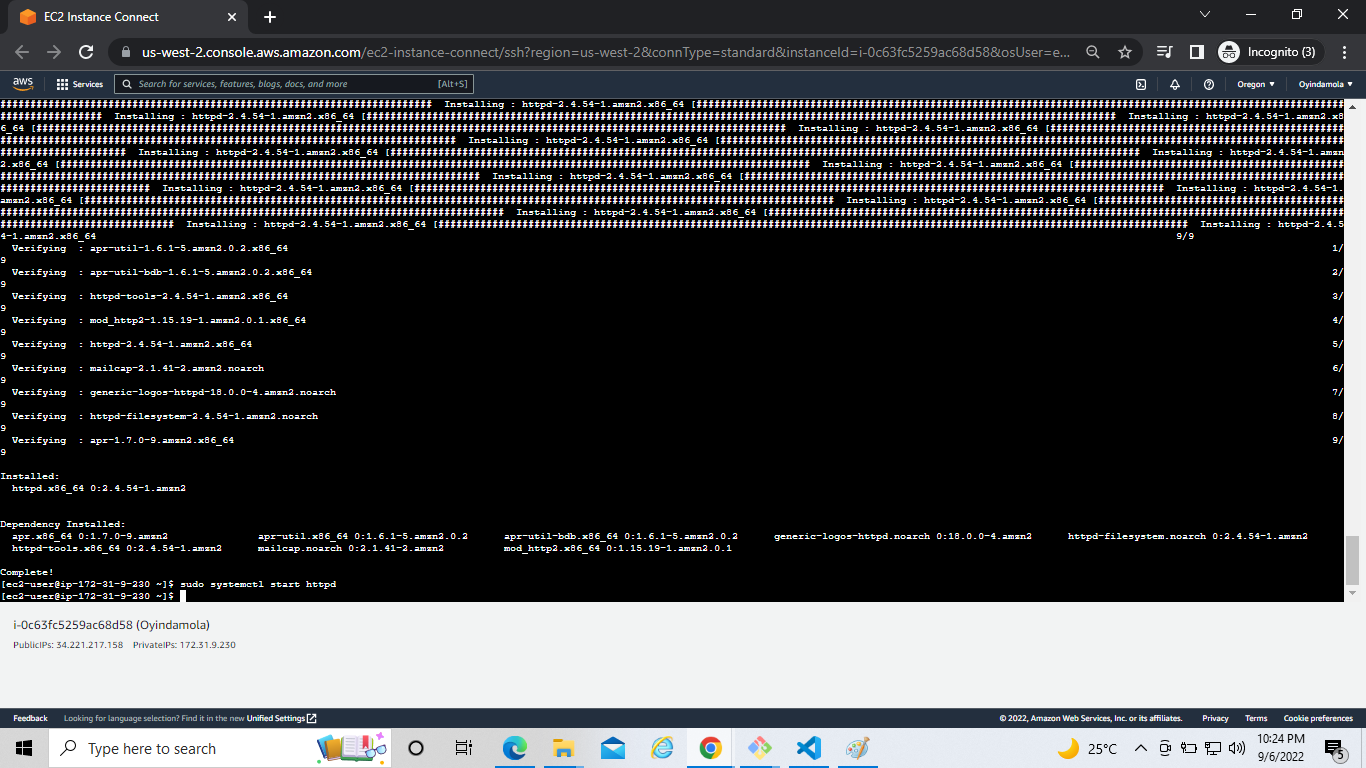 EC2 Instance Connect
us-west-2.console.aws.amazon.com/ec2-instance-connect/ssh?region=us-west-2&connType=standard&instanceId=i-0c63fc5259ac68d58&osUser=e...
Incognito (3)
aws
Services
Search for services, features, blogs, docs, and more
[Alt+S]
Oregon
Oyindamola
Installing : httpd-2.4.54-1.amzn2.x86_64 [
Installing : httpd-2.4.54-1.amzn2.x86_64 [ Installing : httpd-2.4.54-1.amzn2.x8
6_64 [ Installing : httpd-2.4.54-1.amzn2.x86_64 [
Installing : httpd-2.4.54-1.amzn2.x86_64 [
Installing : httpd-2.4.54-1.amzn2.x86_64 [ Installing : httpd-2.4.54-1.amzn
2.x86_64 [ Installing : httpd-2.4.54-1.amzn2.x86_64 [
Installing : httpd-2.4.54-1.amzn2.x86_64 [
Installing : httpd-2.4.54-1.amzn2.x86_64 [ Installing : httpd-2.4.54-1.
amzn2.x86_64 [ Installing : httpd-2.4.54-1.amzn2.x86_64 [
Installing : httpd-2.4.54-1.amzn2.x86_64 [
Installing : httpd-2.4.54-1.amzn2.x86_64 [ Installing : httpd-2.4.5
4-1.amzn2.x86_64 9/9
Verifying : apr-util-1.6.1-5.amzn2.0.2.x86_64 1/
9
Verifying : apr-util-bdb-1.6.1-5.amzn2.0.2.x86_64 2/
9
Verifying : httpd-tools-2.4.54-1.amzn2.x86_64 3/
9
Verifying : mod_http2-1.15.19-1.amzn2.0.1.x86_64 4/
9
Verifying : httpd-2.4.54-1.amzn2.x86_64 5/
9
Verifying : mailcap-2.1.41-2.amzn2.noarch 6/
9
Verifying : generic-logos-httpd-18.0.0-4.amzn2.noarch 7/
9
Verifying : httpd-filesystem-2.4.54-1.amzn2.noarch 8/
9
Verifying : apr-1.7.0-9.amzn2.x86_64 9/
9
Installed:
httpd.x86_64 0:2.4.54-1.amzn2
Dependency Installed:
apr.x86_64 0:1.7.0-9.amzn2 apr-util.x86_64 0:1.6.1-5.amzn2.0.2 apr-util-bdb.x86_64 0:1.6.1-5.amzn2.0.2 generic-logos-httpd.noarch 0:18.0.0-4.amzn2 httpd-filesystem.noarch 0:2.4.54-1.amzn2
httpd-tools.x86_64 0:2.4.54-1.amzn2 mailcap.noarch 0:2.1.41-2.amzn2 mod_http2.x86_64 0:1.15.19-1.amzn2.0.1
Complete!
[ec2-user@ip-172-31-9-230 ~]$ sudo systemctl start httpd
[ec2-user@ip-172-31-9-230 ~]$
i-0c63fc5259ac68d58 (Oyindamola)
PublicIPs: 34.221.217.158 PrivateIPs: 172.31.9.230
Feedback
Looking for language selection? Find it in the new Unified Settings
© 2022, Amazon Web Services, Inc. or its affiliates.
Privacy
Terms
Cookie preferences
Type here to search
25°C
10:24 PM
9/6/2022
5